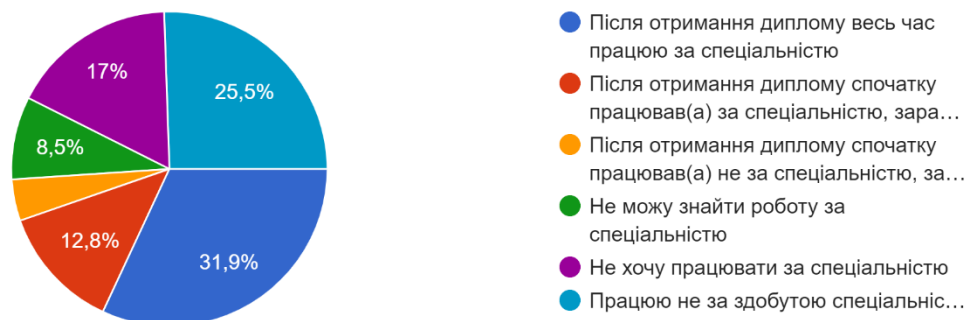 17%
25,5%
8,5%
12,8%
31,9%
Після отримання диплому весь час
працюю за спеціальністю
Після отримання диплому спочатку
працював(а) за спеціальністю, зара…
Після отримання диплому спочатку
працював(а) не за спеціальністю, за…
Не можу знайти роботу за
спеціальністю
Не хочу працювати за спеціальністю
Працюю не за здобутою спеціальніс…